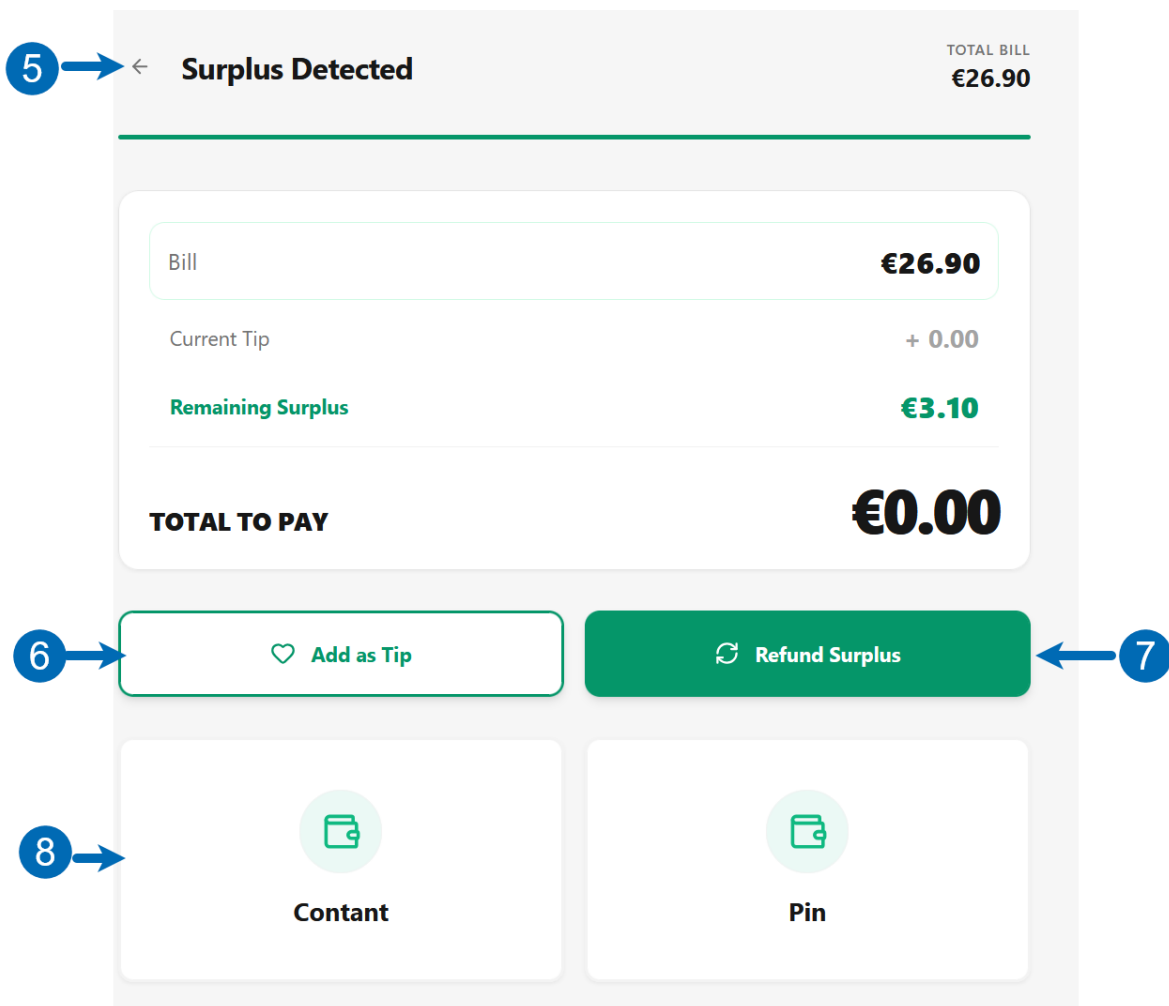 5
Surplus Detected
TOTAL BILL
€26.90
Bill
€26.90
Current Tip
+ 0.00
Remaining Surplus
€3.10
TOTAL TO PAY
€0.00
6
Add as Tip
Refund Surplus
7
8
Contant
Pin